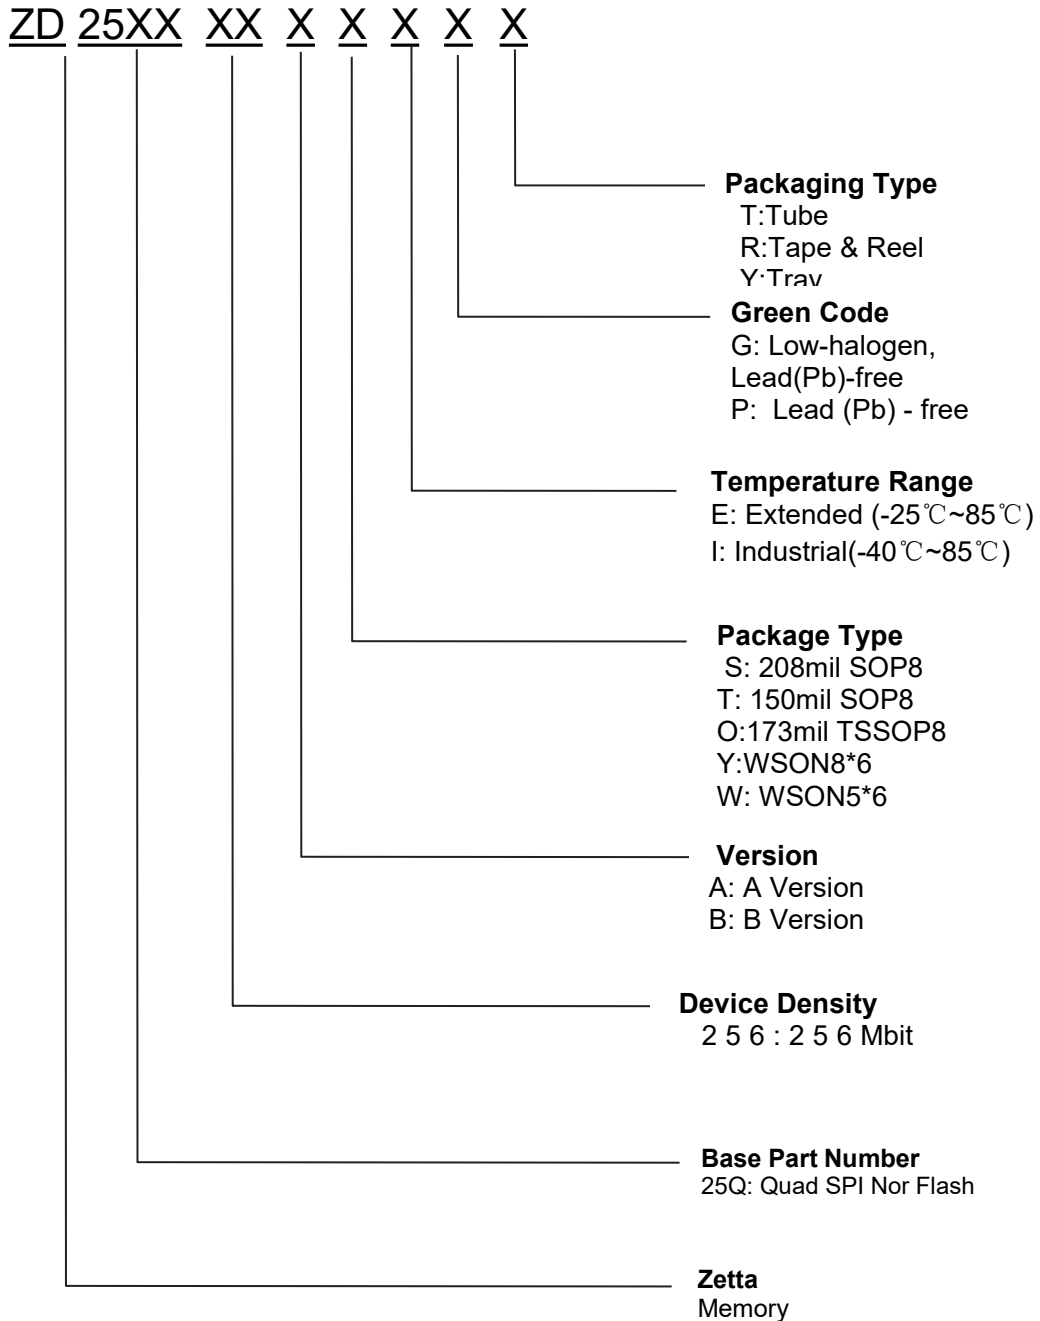 ZD 25XX XX X X X X X
Packaging Type
T:Tube
R:Tape & Reel
Y:Tray
Green Code
G: Low-halogen,
Lead(Pb)-free
P: Lead (Pb) - free
Temperature Range
E: Extended (-25℃~85℃)
I: Industrial(-40℃~85℃)
Package Type
S: 208mil SOP8
T: 150mil SOP8
O:173mil TSSOP8
Y:WSON8*6
W: WSON5*6
Version
A: A Version
B: B Version
Device Density
2 5 6 : 2 5 6 Mbit
Base Part Number
25Q: Quad SPI Nor Flash
Zetta
Memory